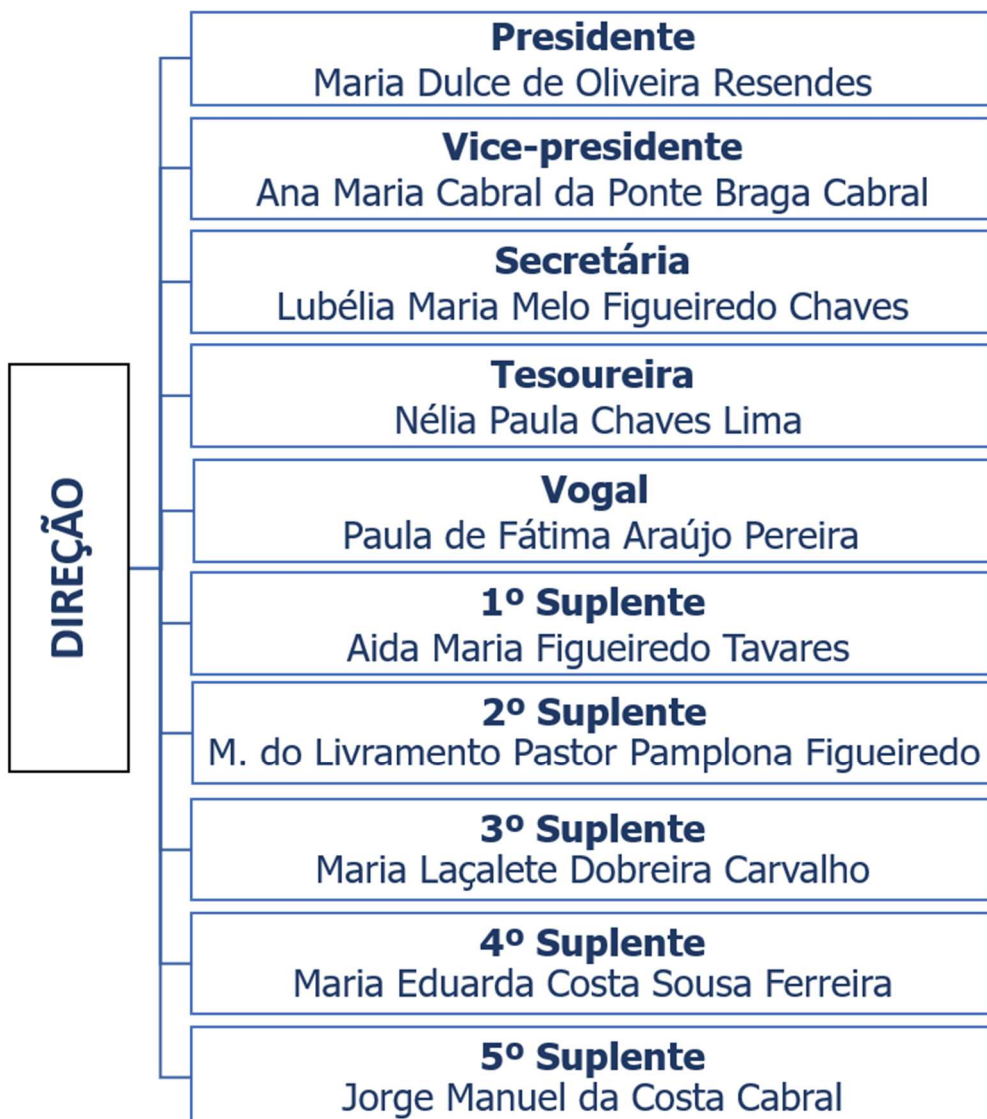 DIREÇÃO
Presidente
Maria Dulce de Oliveira Resendes
Vice-presidente
Ana Maria Cabral da Ponte Braga Cabral
Secretária
Lubélia Maria Melo Figueiredo Chaves
Tesoureira
Nélia Paula Chaves Lima
Vogal
Paula de Fátima Araújo Pereira
1º Suplente
Aida Maria Figueiredo Tavares
2º Suplente
M. do Livramento Pastor Pamplona Figueiredo
3º Suplente
Maria Laçalete Dobreira Carvalho
4º Suplente
Maria Eduarda Costa Sousa Ferreira
5º Suplente
Jorge Manuel da Costa Cabral